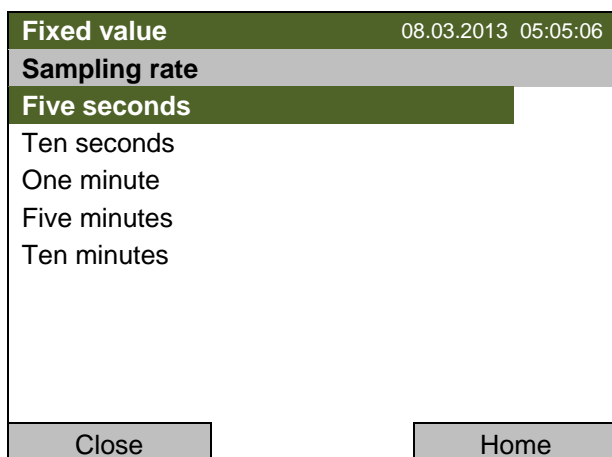 Fixed value 08.03.2013 05:05:06
Sampling rate
Five seconds
Ten seconds
One minute
Five minutes
Ten minutes
Close Home